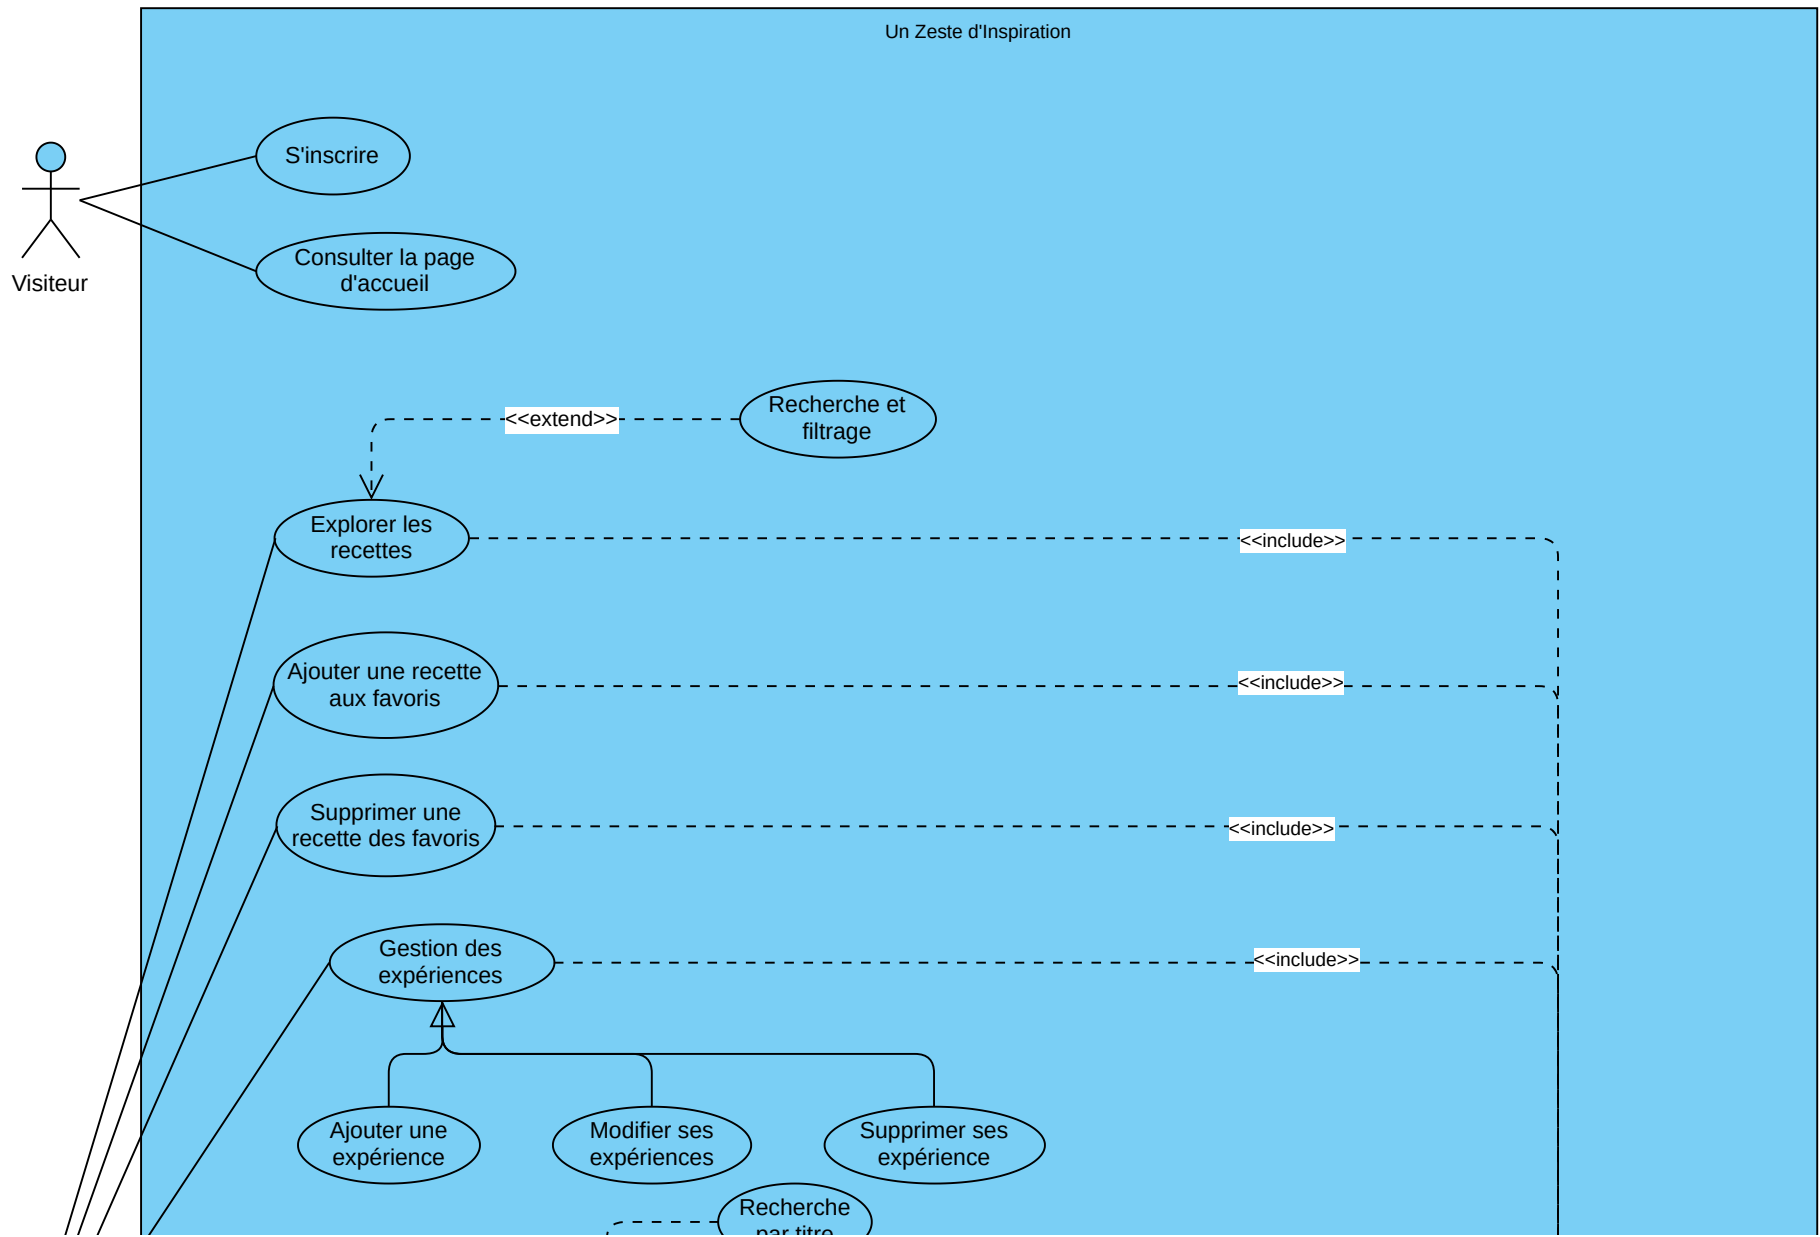 Un Zeste d'Inspiration
S'inscrire
Consulter la page
d'accueil
Visiteur
Recherche et
filtrage
<<extend>>
Explorer les
recettes
<<include>>
Ajouter une recette
aux favoris
<<include>>
Supprimer une
recette des favoris
<<include>>
Gestion des
expériences
<<include>>
Ajouter une
expérience
Modifier ses
expériences
Supprimer ses
expérience
Recherche
par titre